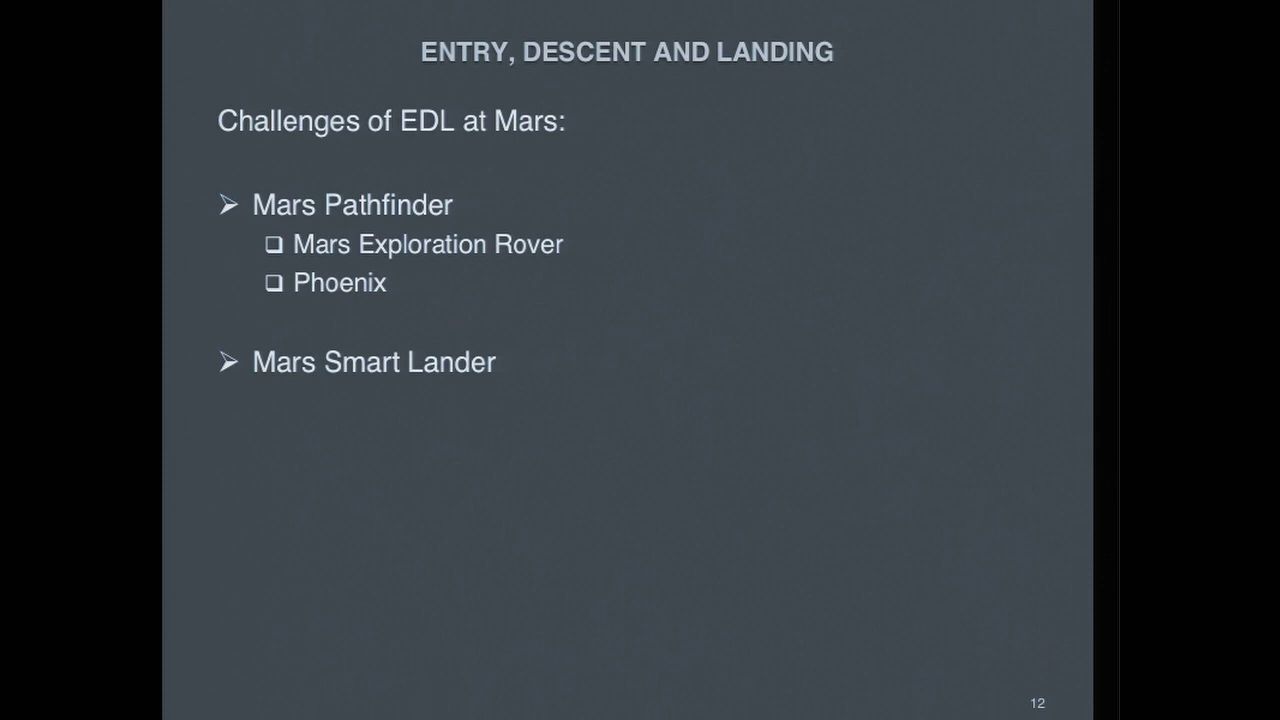 ENTRY, DESCENT AND LANDING
Challenges of EDL at Mars:
Mars Pathfinder
Mars Exploration Rover
Phoenix
Mars Smart Lander
12